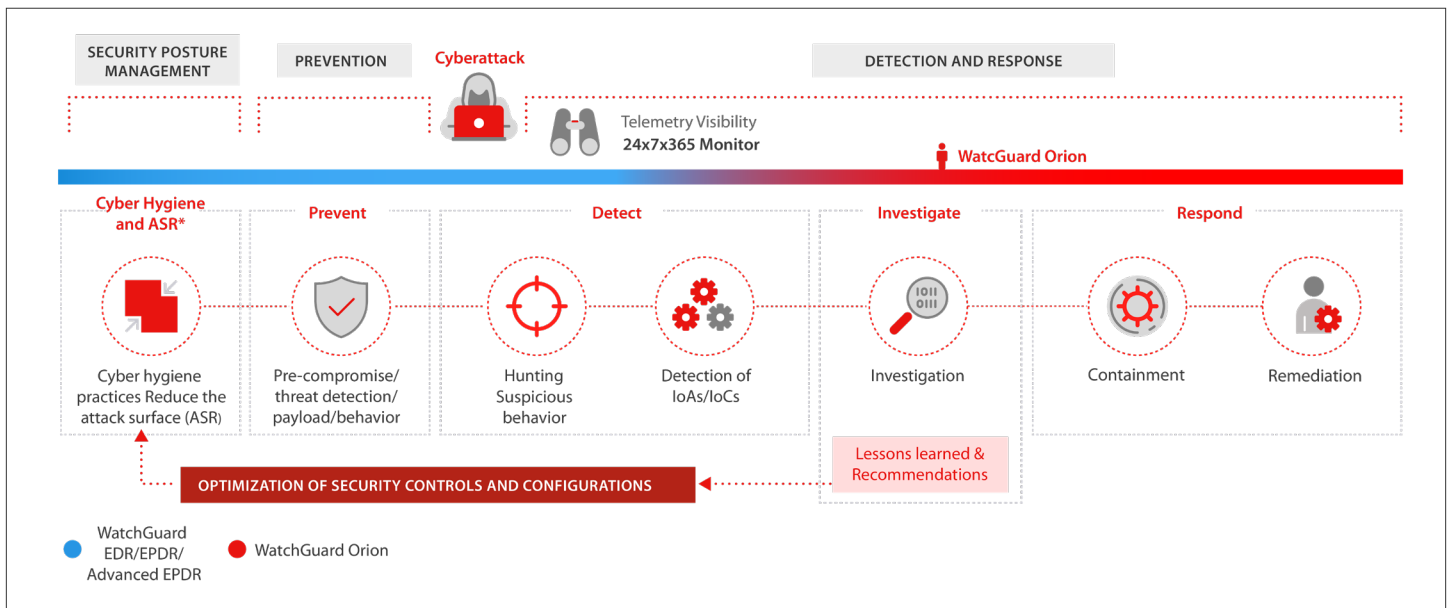 SECURITY POSTURE
MANAGEMENT
PREVENTION
Cyberattack
DETECTION AND RESPONSE
Telemetry Visibility
24x7x365 Monitor
WatcGuard Orion
Cyber Hygiene
and ASR*
Prevent
Detect
Investigate
Respond
IOII
OIII
Cyber hygiene
practices Reduce the
attack surface (ASR)
Pre-compromise/
threat detection/
payload/behavior
Hunting
Suspicious
behavior
Detection of
IoAs/IoCs
Investigation
Containment
Remediation
Lessons learned &
Recommendations
OPTIMIZATION OF SECURITY CONTROLS AND CONFIGURATIONS
WatchGuard
EDR/EPDR/
Advanced EPDR
WatchGuard Orion